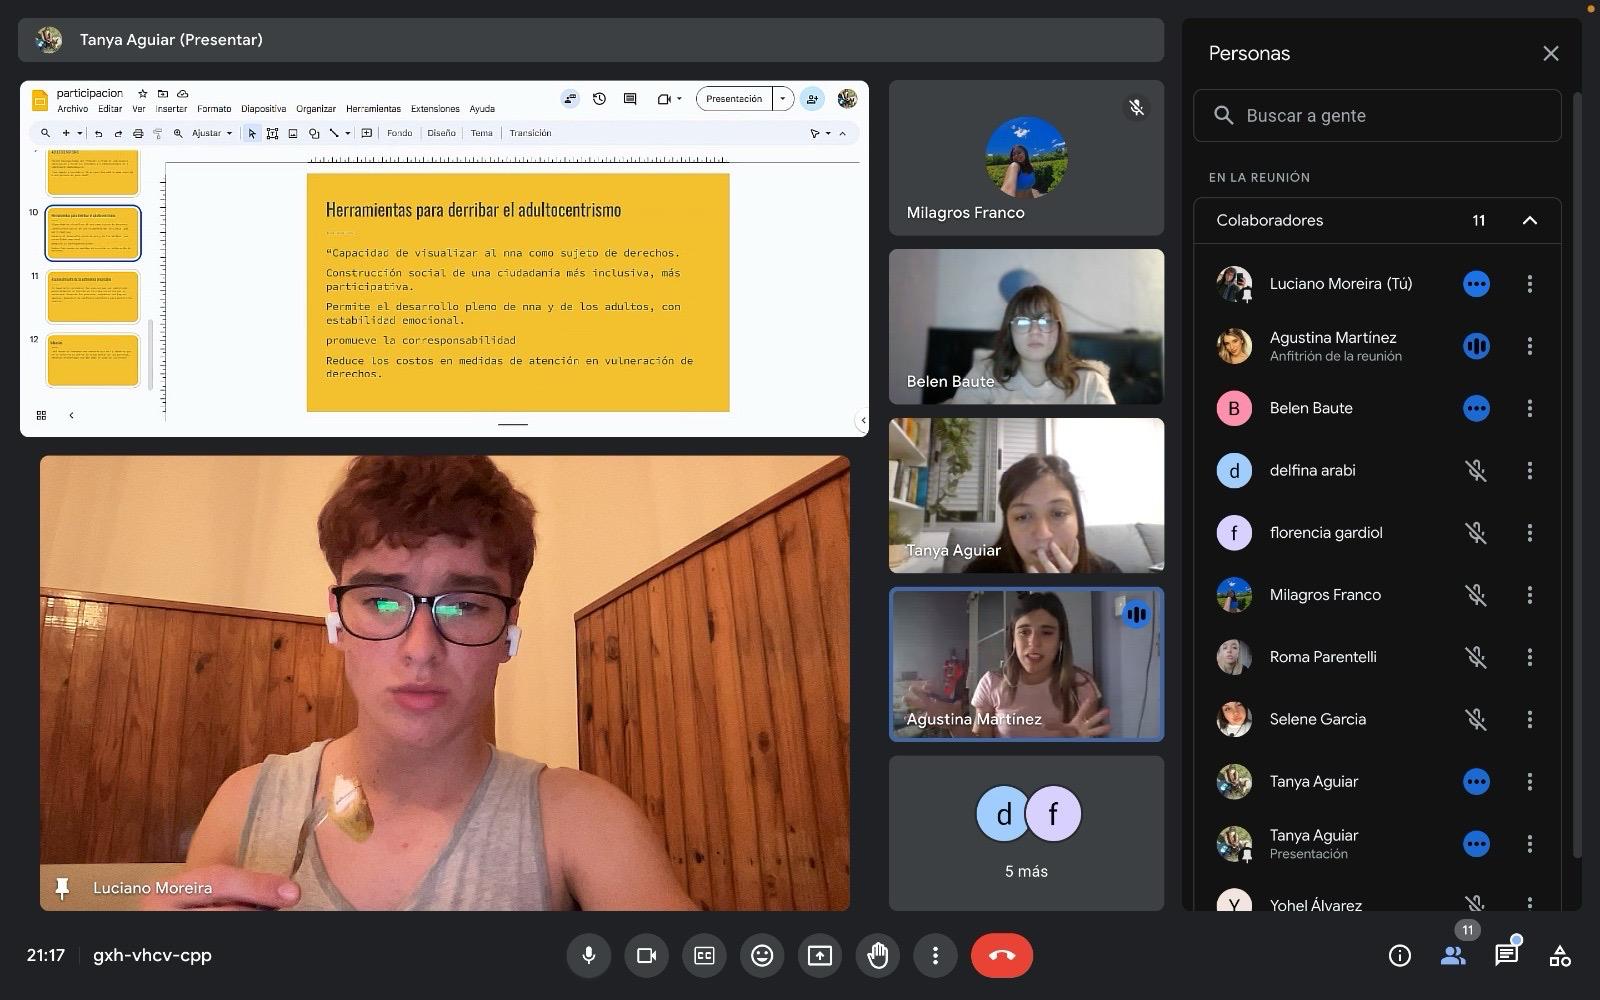 Tanya Aguiar (Presentar)
participacion
Archivo Editar Ver Insertar Formato Diapositiva Organizar Herramientas Extensiones Ayuda
Presentación
Ajustar
Fondo Diseño Tema Transición
10
11
12
Herramientas para derribar el adultocentrismo
“Capacidad de visualizar al nna como sujeto de derechos.
Construcción social de una ciudadanía más inclusiva, más
participativa.
Permite el desarrollo pleno de nna y de los adultos, con
estabilidad emocional.
promueve la corresponsabilidad
Reduce los costos en medidas de atención en vulneración de
derechos.
Luciano Moreira
Milagros Franco
Belen Baute
Tanya Aguiar
Agustina Martínez
d f
5 más
Personas
Buscar a gente
EN LA REUNIÓN
Colaboradores 11
Luciano Moreira (Tú)
Agustina Martínez
Anfitrión de la reunión
B Belen Baute
d delfina arabi
f florencia gardiol
Milagros Franco
Roma Parentelli
Selene Garcia
Tanya Aguiar
Tanya Aguiar
Presentación
Y Yohel Álvarez
21:17 gxh-vhcv-cpp
CC
11